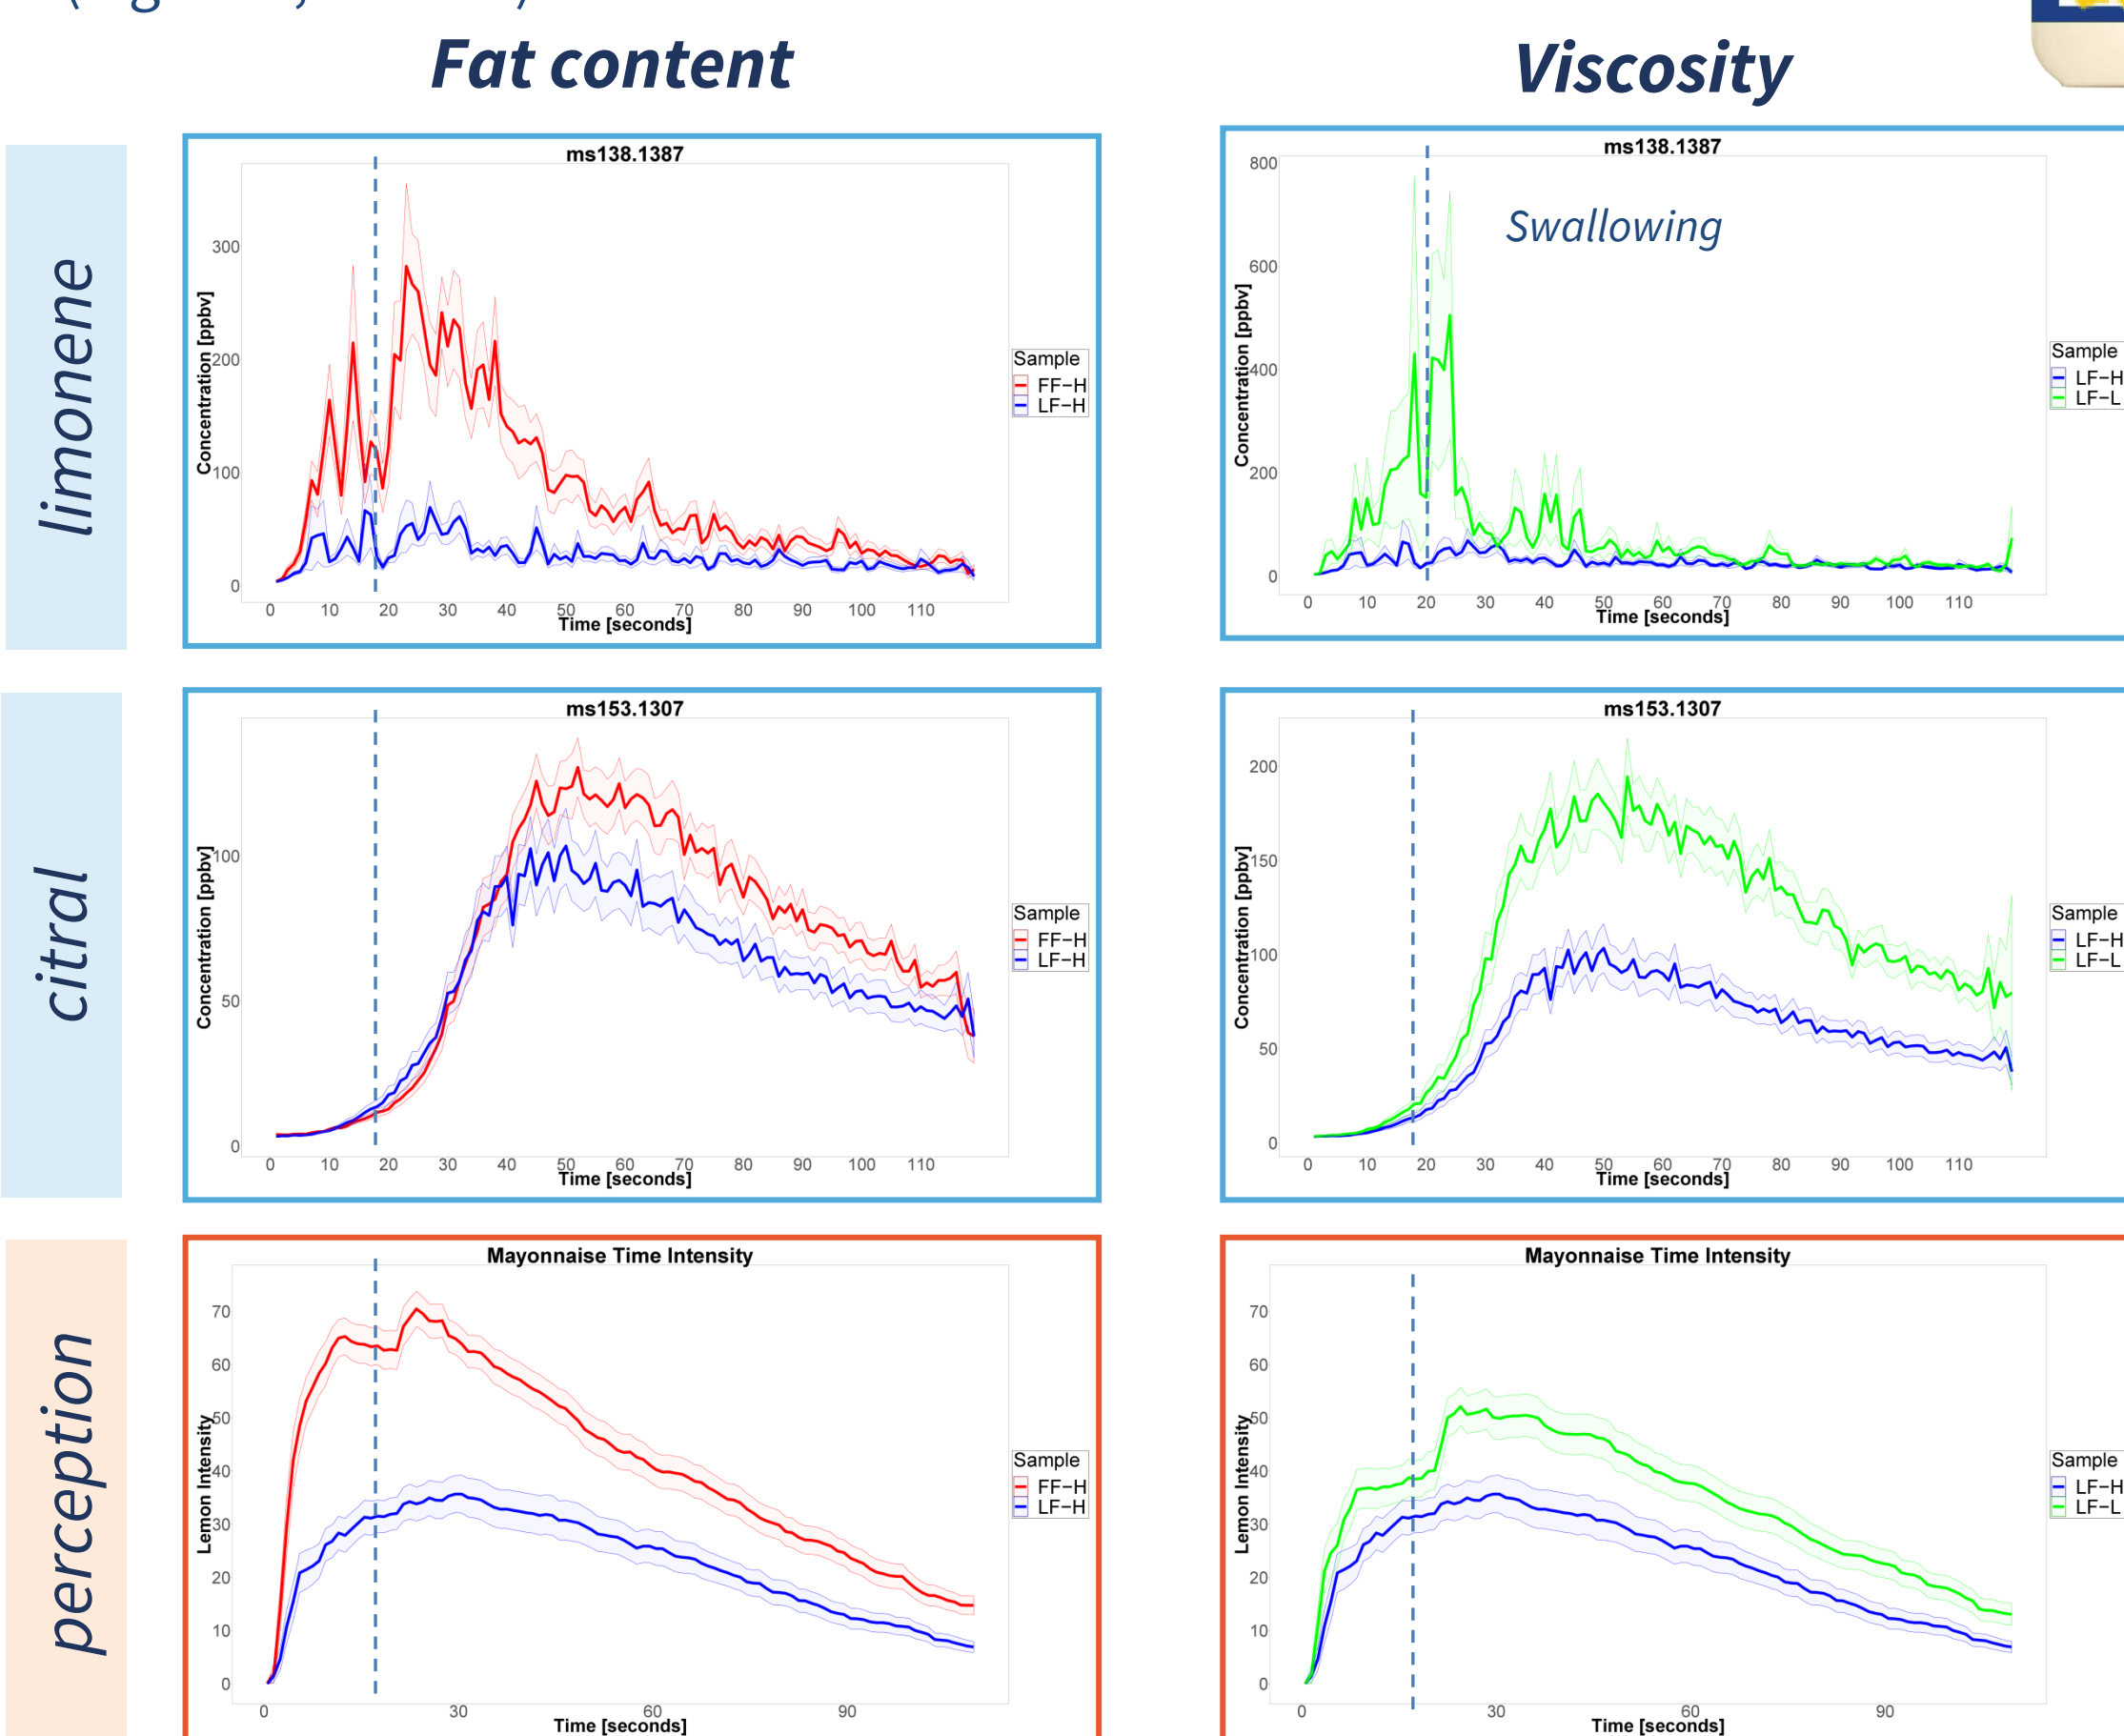 Fat content
Viscosity
limonene
ms138.1387
Concentration [ppbv]
300
200
100
0
0 10 20 30 40 50 60 70 80 90 100 110
Time [seconds]
Sample
FF-H
LF-H
ms138.1387
Swallowing
Concentration [ppbv]
800
600
400
200
0
0 10 20 30 40 50 60 70 80 90 100 110
Time [seconds]
Sample
LF-H
LF-L
citral
ms153.1307
Concentration [ppbv]
100
50
0
0 10 20 30 40 50 60 70 80 90 100 110
Time [seconds]
Sample
FF-H
LF-H
ms153.1307
Concentration [ppbv]
200
150
100
50
0
0 10 20 30 40 50 60 70 80 90 100 110
Time [seconds]
Sample
LF-H
LF-L
perception
Mayonnaise Time Intensity
Lemon Intensity
70
60
50
40
30
20
10
0
0 30 60 90
Time [seconds]
Sample
FF-H
LF-H
Mayonnaise Time Intensity
Lemon Intensity
70
60
50
40
30
20
10
0
0 30 60 90
Time [seconds]
Sample
LF-H
LF-L